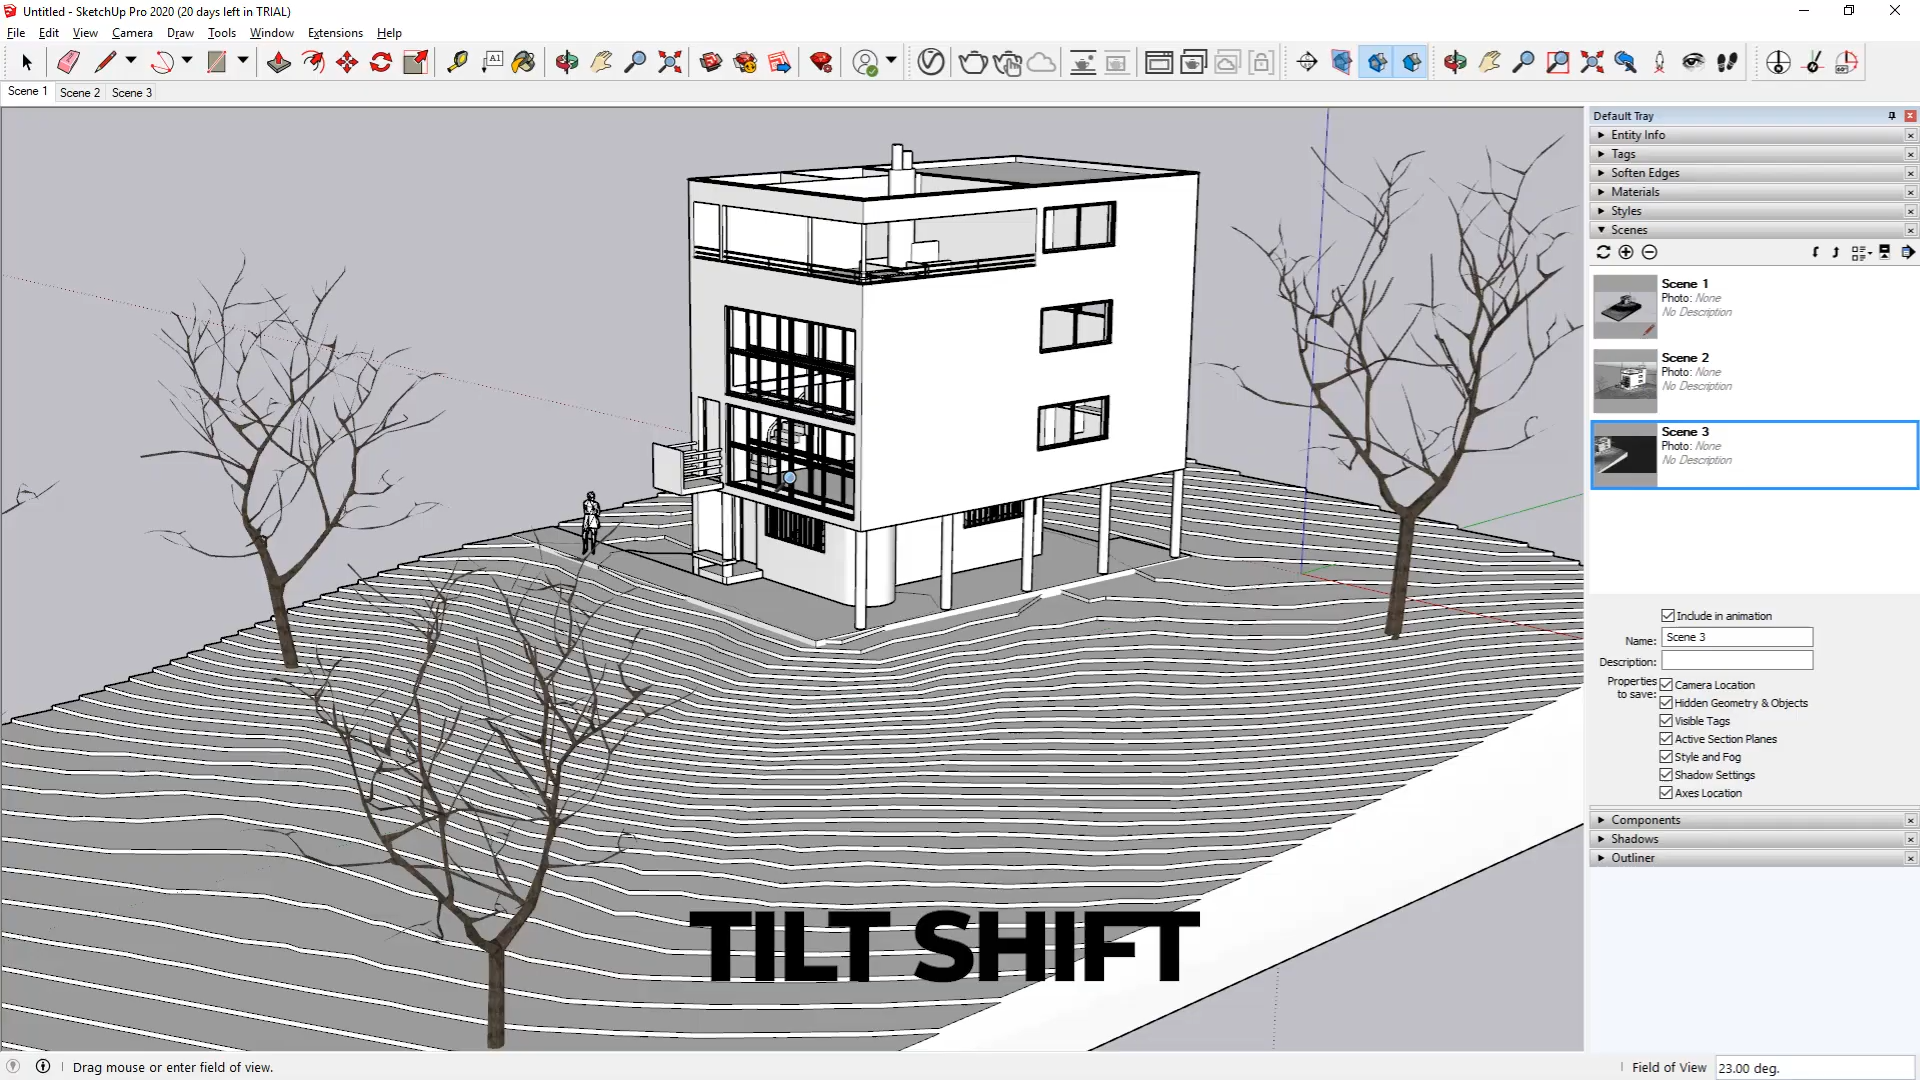 Untitled - SketchUp Pro 2020 (20 days left in TRIAL)
File Edit View Camera Draw Tools Window Extensions Help
A1
Scene 1 Scene 2 Scene 3
Default Tray
Entity Info
Tags
Soften Edges
Materials
Styles
Scenes
Scene 1
Photo: None
No Description
Scene 2
Photo: None
No Description
Scene 3
Photo: None
No Description
Include in animation
Name: Scene 3
Description:
Properties to save:
Camera Location
Hidden Geometry & Objects
Visible Tags
Active Section Planes
Style and Fog
Shadow Settings
Axes Location
Components
Shadows
Outliner
TILT SHIFT
Drag mouse or enter field of view.
Field of View 23.00 deg.